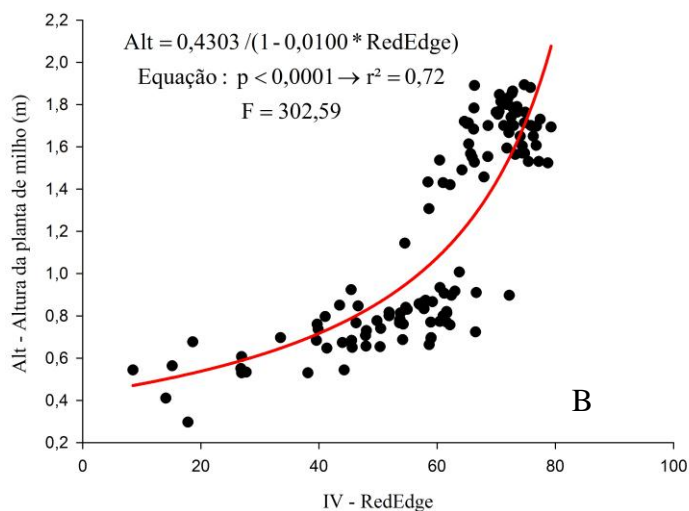 2,2
Alt = 0,4303 /(1 - 0,0100 * RedEdge)
2,0
Equação : p < 0,0001 → r² = 0,72
1,8
F = 302,59
1,6
1,4
1,2
1,0
0,8
0,6
0,4
0,2
Alt - Altura da planta de milho (m)
B
0 20 40 60 80 100
IV - RedEdge